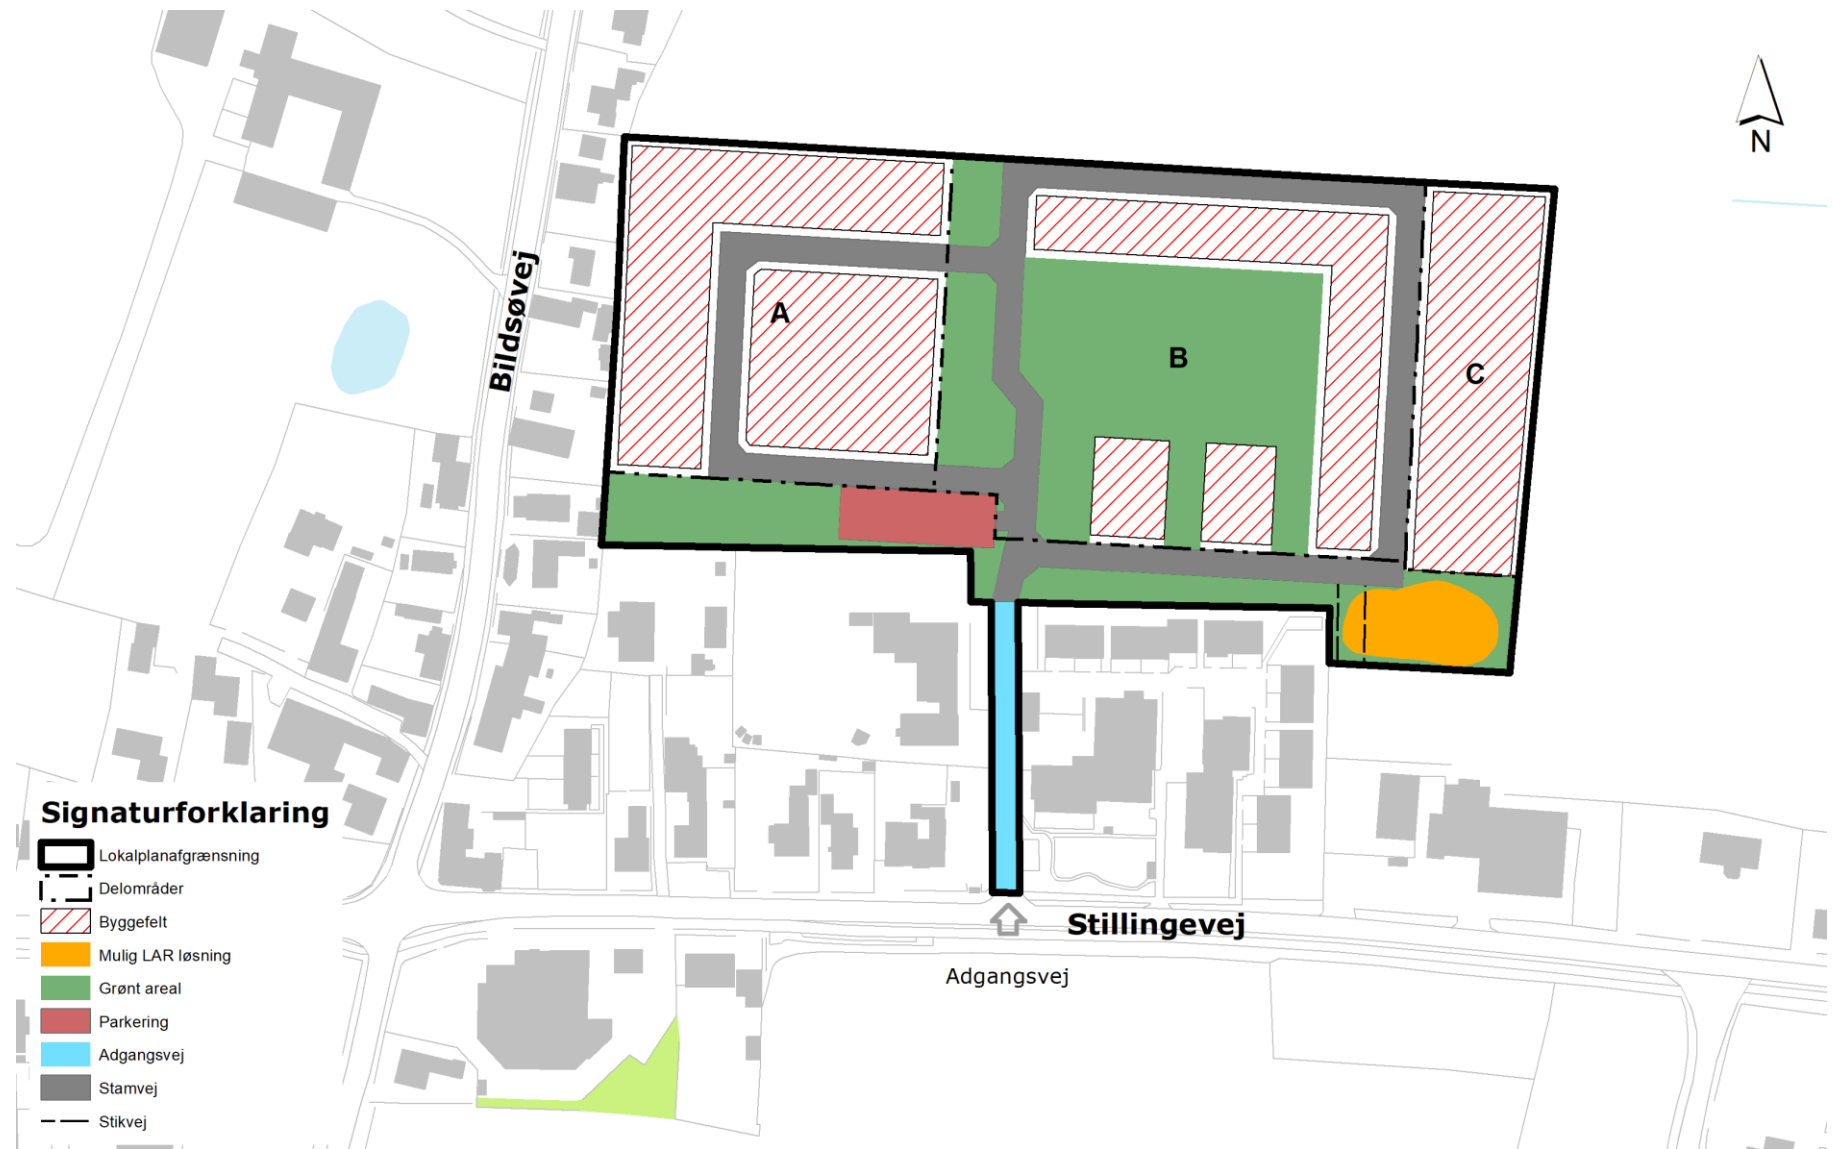 N
Bildsøvej
A
B
C
Signaturforklaring
Lokalplanafgrænsning
Delområder
Byggefelt
Mulig LAR løsning
Grønt areal
Parkering
Adgangsvej
Stamvej
Stikvej
Stillingevej
Adgangsvej